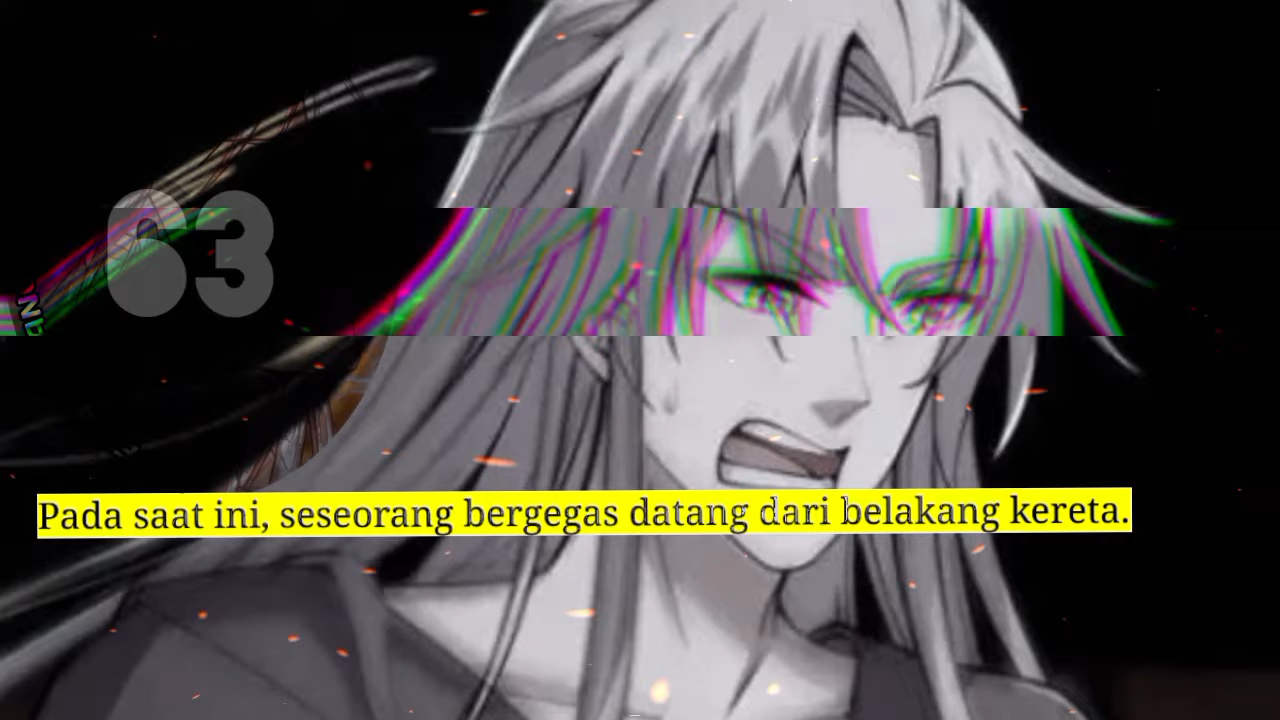 63
Pada saat ini, seseorang bergegas datang dari belakang kereta.